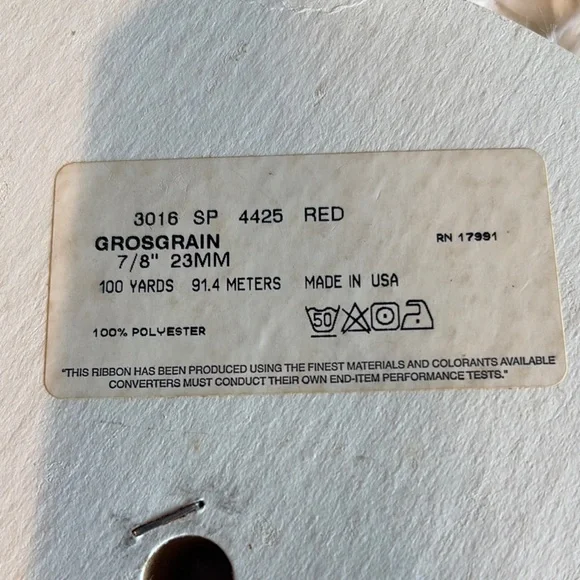 3016 SP 4425 RED
GROSGRAIN RN 17991
7/8" 23MM
100 YARDS 91.4 METERS MADE IN USA
50
100% POLYESTER
"THIS RIBBON HAS BEEN PRODUCED USING THE FINEST MATERIALS AND COLORANTS AVAILABLE
CONVERTERS MUST CONDUCT THEIR OWN END-ITEM PERFORMANCE TESTS."